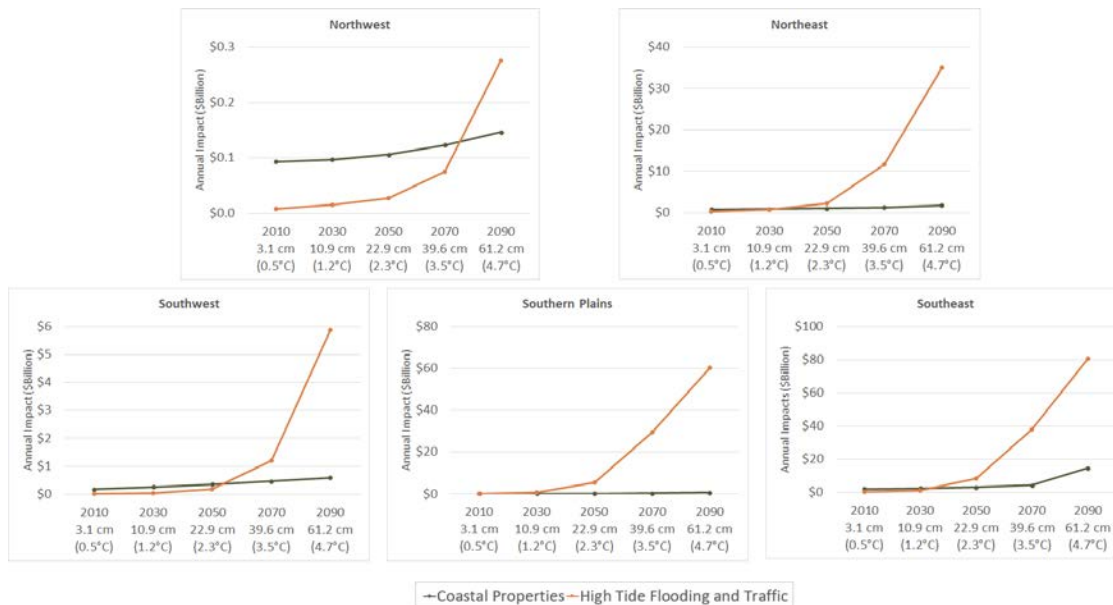 Northwest
Annual Impact ($Billion)
$0.3
$0.2
$0.1
$0.0
2010 2030 2050 2070 2090
3.1 cm 10.9 cm 22.9 cm 39.6 cm 61.2 cm
(0.5°C) (1.2°C) (2.3°C) (3.5°C) (4.7°C)
Northeast
Annual Impact ($Billion)
$40
$30
$20
$10
$0
2010 2030 2050 2070 2090
3.1 cm 10.9 cm 22.9 cm 39.6 cm 61.2 cm
(0.5°C) (1.2°C) (2.3°C) (3.5°C) (4.7°C)
Southwest
Annual Impact ($Billion)
$6
$5
$4
$3
$2
$1
$0
2010 2030 2050 2070 2090
3.1 cm 10.9 cm 22.9 cm 39.6 cm 61.2 cm
(0.5°C) (1.2°C) (2.3°C) (3.5°C) (4.7°C)
Southern Plains
Annual Impact ($Billion)
$80
$60
$40
$20
$0
2010 2030 2050 2070 2090
3.1 cm 10.9 cm 22.9 cm 39.6 cm 61.2 cm
(0.5°C) (1.2°C) (2.3°C) (3.5°C) (4.7°C)
Southeast
Annual Impacts ($Billion)
$100
$80
$60
$40
$20
$0
2010 2030 2050 2070 2090
3.1 cm 10.9 cm 22.9 cm 39.6 cm 61.2 cm
(0.5°C) (1.2°C) (2.3°C) (3.5°C) (4.7°C)
Coastal Properties High Tide Flooding and Traffic